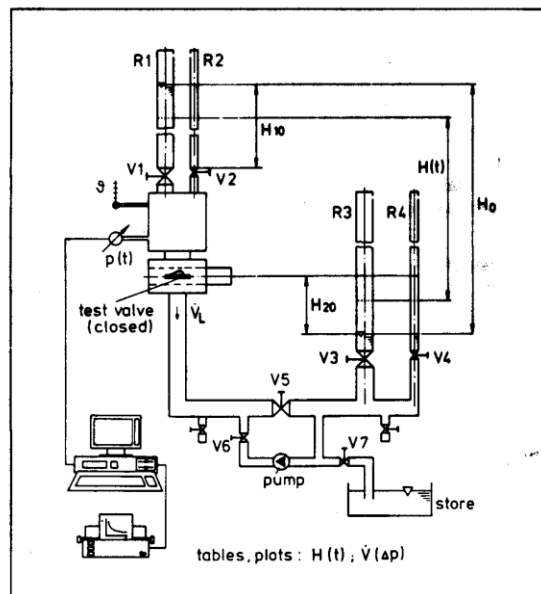 R1 R2
H10
V1 V2
H(t)
H0
ϑ
R3 R4
p(t)
test valve
(closed)
V̇L
H20
V3 V4
V5
V6
V7
pump
store
tables, plots : H(t) ; V̇(Δp)